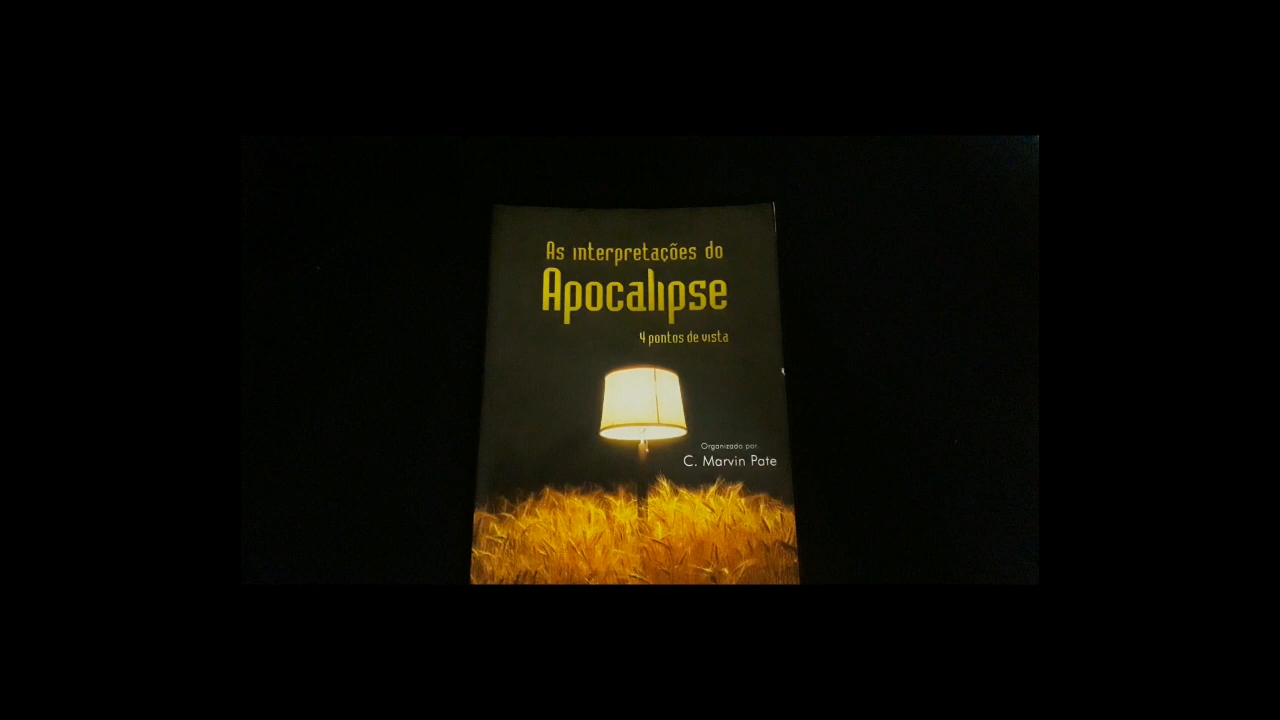 As interpretações do
Apocalipse
4 pontos de vista
Organizado por:
C. Marvin Pate